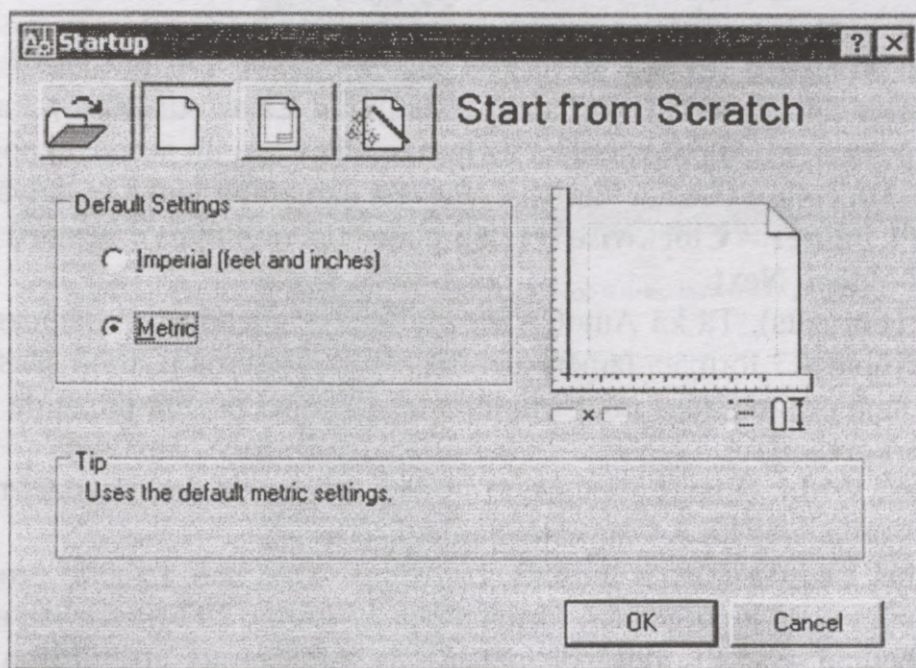 Startup
Start from Scratch
Default Settings
Imperial (feet and inches)
Metric
Tip
Uses the default metric settings.
OK
Cancel